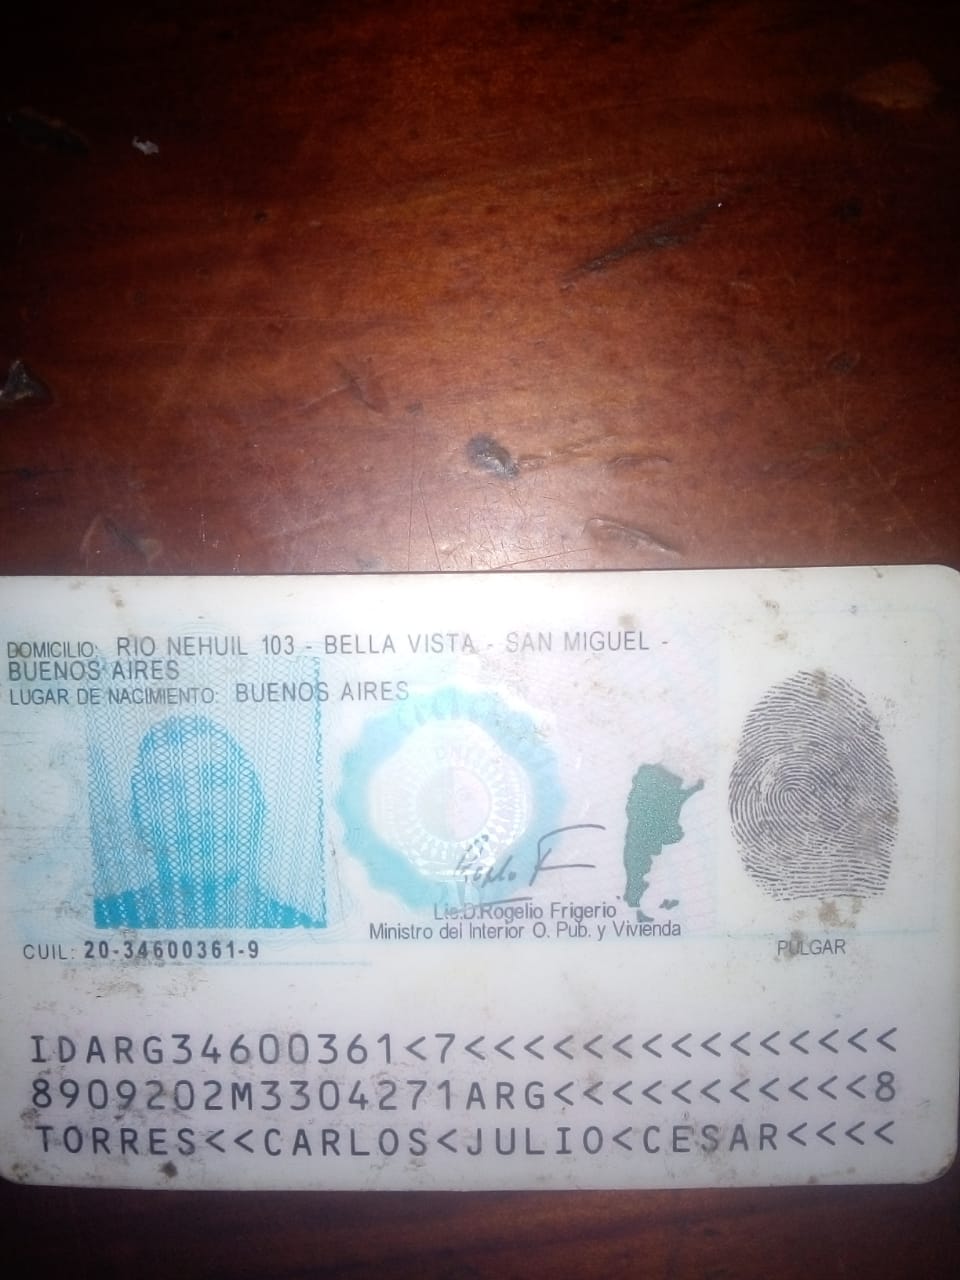 DOMICILIO: RIO NEHUIL 103 - BELLA VISTA - SAN MIGUEL -
BUENOS AIRES
LUGAR DE NACIMIENTO: BUENOS AIRES
Lic.D.Rogelio Frigerio
Ministro del Interior O. Pub. y Vivienda
CUIL: 20-34600361-9
PULGAR
IDARG34600361<7<<<<<<<<<<<<<<<
8909202M3304271ARG<<<<<<<<<<<8
TORRES<<CARLOS<JULIO<CESAR<<<<